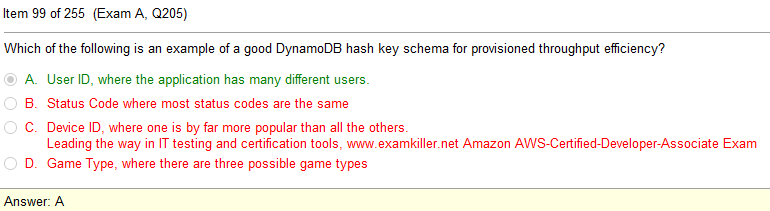 Item 99 of 255 (Exam A, Q205)
Which of the following is an example of a good DynamoDB hash key schema for provisioned throughput efficiency?
A. User ID, where the application has many different users.
B. Status Code where most status codes are the same
C. Device ID, where one is by far more popular than all the others.
Leading the way in IT testing and certification tools, www.examkiller.net Amazon AWS-Certified-Developer-Associate Exam
D. Game Type, where there are three possible game types
Answer: A